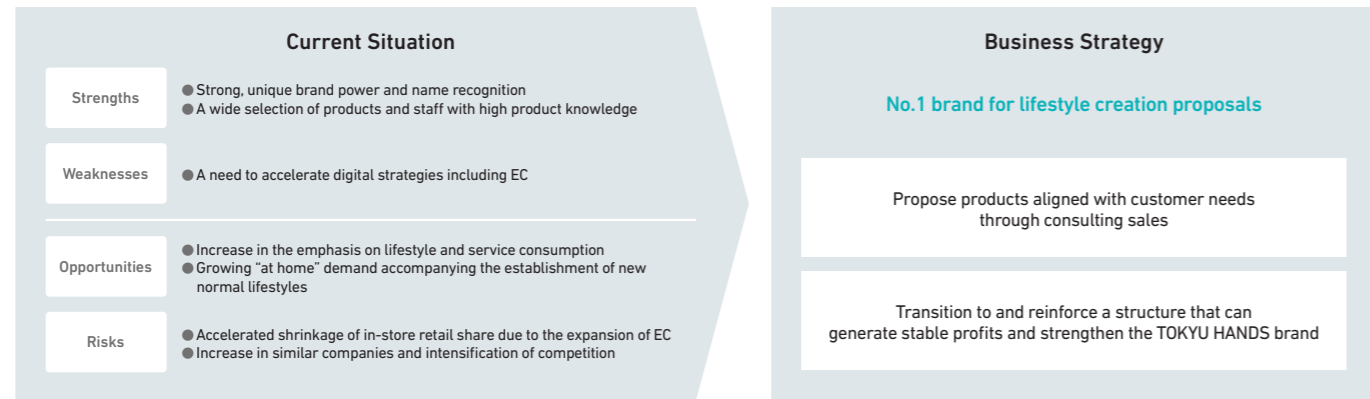 Current Situation
Strengths
● Strong, unique brand power and name recognition
● A wide selection of products and staff with high product knowledge
Weaknesses
● A need to accelerate digital strategies including EC
Opportunities
● Increase in the emphasis on lifestyle and service consumption
● Growing “at home” demand accompanying the establishment of new
normal lifestyles
Risks
● Accelerated shrinkage of in-store retail share due to the expansion of EC
● Increase in similar companies and intensification of competition
Business Strategy
No.1 brand for lifestyle creation proposals
Propose products aligned with customer needs
through consulting sales
Transition to and reinforce a structure that can
generate stable profits and strengthen the TOKYU HANDS brand